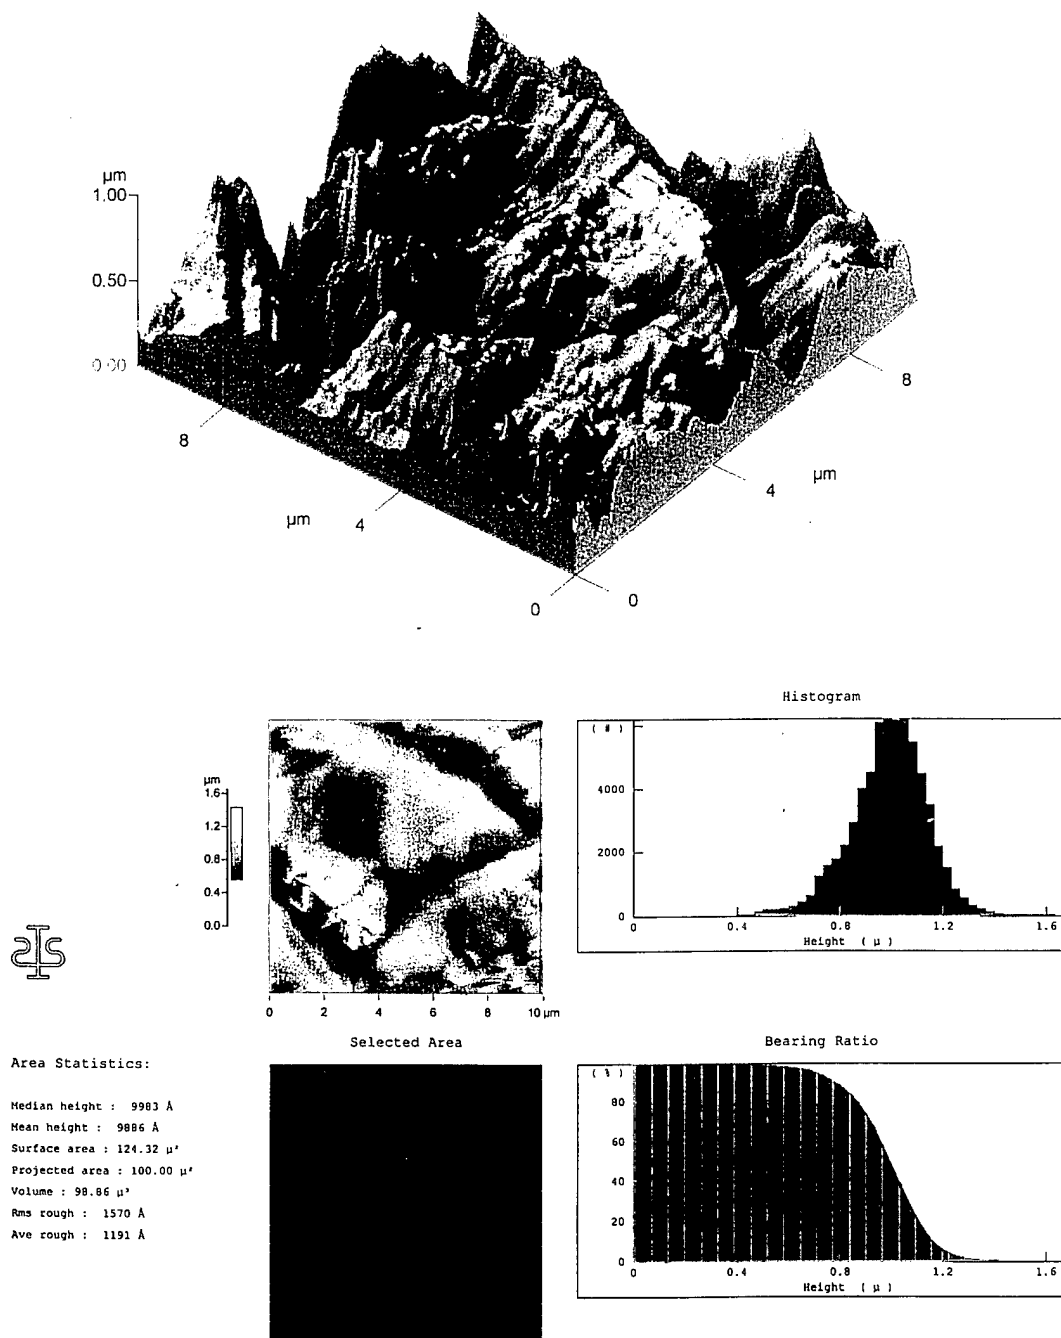 µm
1.00
0.50
0.00
8
µm
4
0
0
4
µm
8
Histogram
( # )
4000
2000
0
0.4
0.8
1.2
1.6
Height ( µ )
µm
1.6
1.2
0.8
0.4
0.0
0 2 4 6 8 10 µm
Selected Area
Bearing Ratio
( % )
80
60
40
20
0
0 0.4 0.8 1.2 1.6
Height ( µ )
Area Statistics:
Median height : 9983 Å
Mean height : 9886 Å
Surface area : 124.32 µ²
Projected area : 100.00 µ²
Volume : 98.86 µ³
Rms rough : 1570 Å
Ave rough : 1191 Å